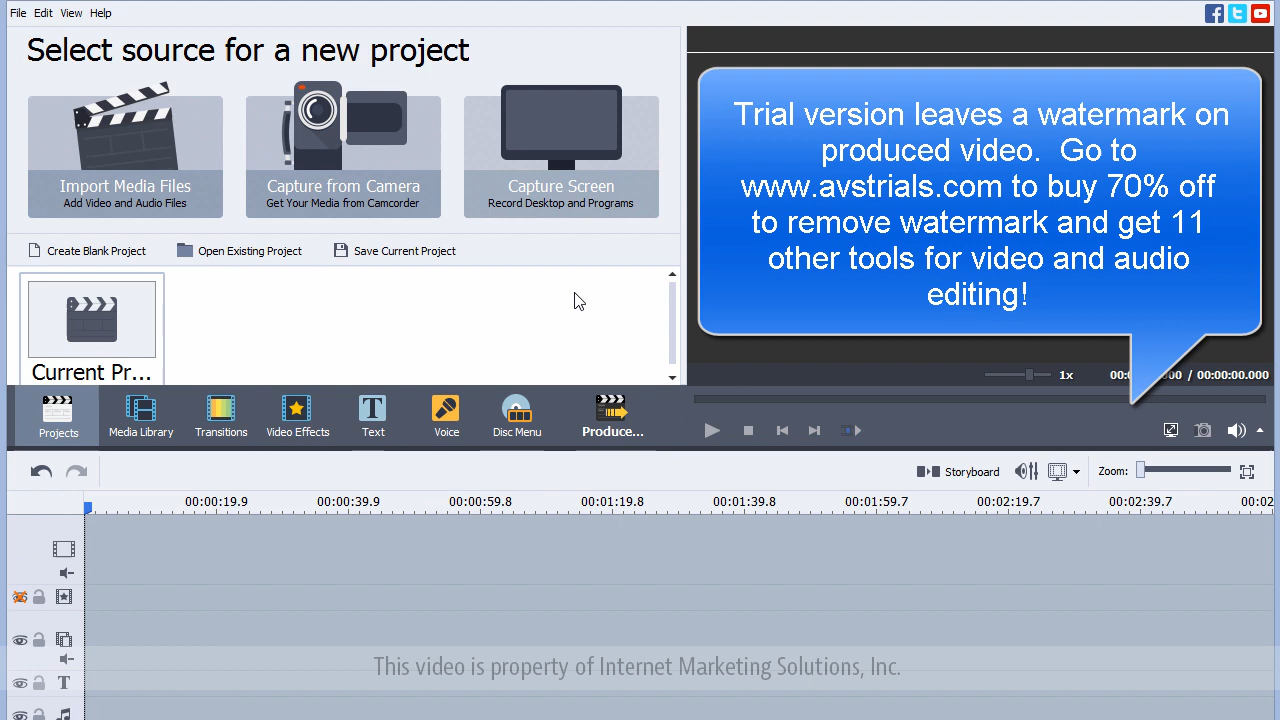 File Edit View Help
Select source for a new project
Import Media Files
Add Video and Audio Files
Capture from Camera
Get Your Media from Camcorder
Capture Screen
Record Desktop and Programs
Create Blank Project
Open Existing Project
Save Current Project
Current Pr...
Trial version leaves a watermark on
produced video.  Go to
www.avstrials.com to buy 70% off
to remove watermark and get 11
other tools for video and audio
editing!
1x
00:00:00.000 / 00:00:00.000
Projects
Media Library
Transitions
Video Effects
Text
Voice
Disc Menu
Produce...
Storyboard
Zoom:
00:00:19.9 00:00:39.9 00:00:59.8 00:01:19.8 00:01:39.8 00:01:59.7 00:02:19.7 00:02:39.7 00:02
This video is property of Internet Marketing Solutions, Inc.